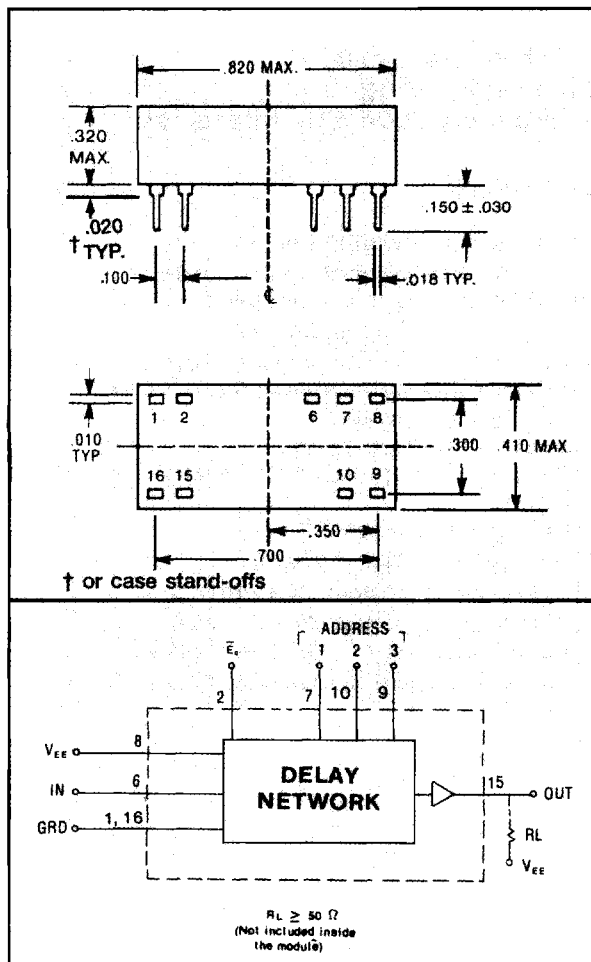 .820 MAX.
.320
MAX.
.020
† TYP.
.150 ± .030
.100
.018 TYP.
℄
1 2 6 7 8
.010
TYP
.300
.410 MAX
16 15 10 9
.350
.700
† or case stand-offs
ADDRESS
1 2 3
2 7 10 9
VEE 8
IN 6
GRD 1, 16
DELAY
NETWORK
15
OUT
RL
VEE
RL ≥ 50 Ω
(Not included inside
the module)